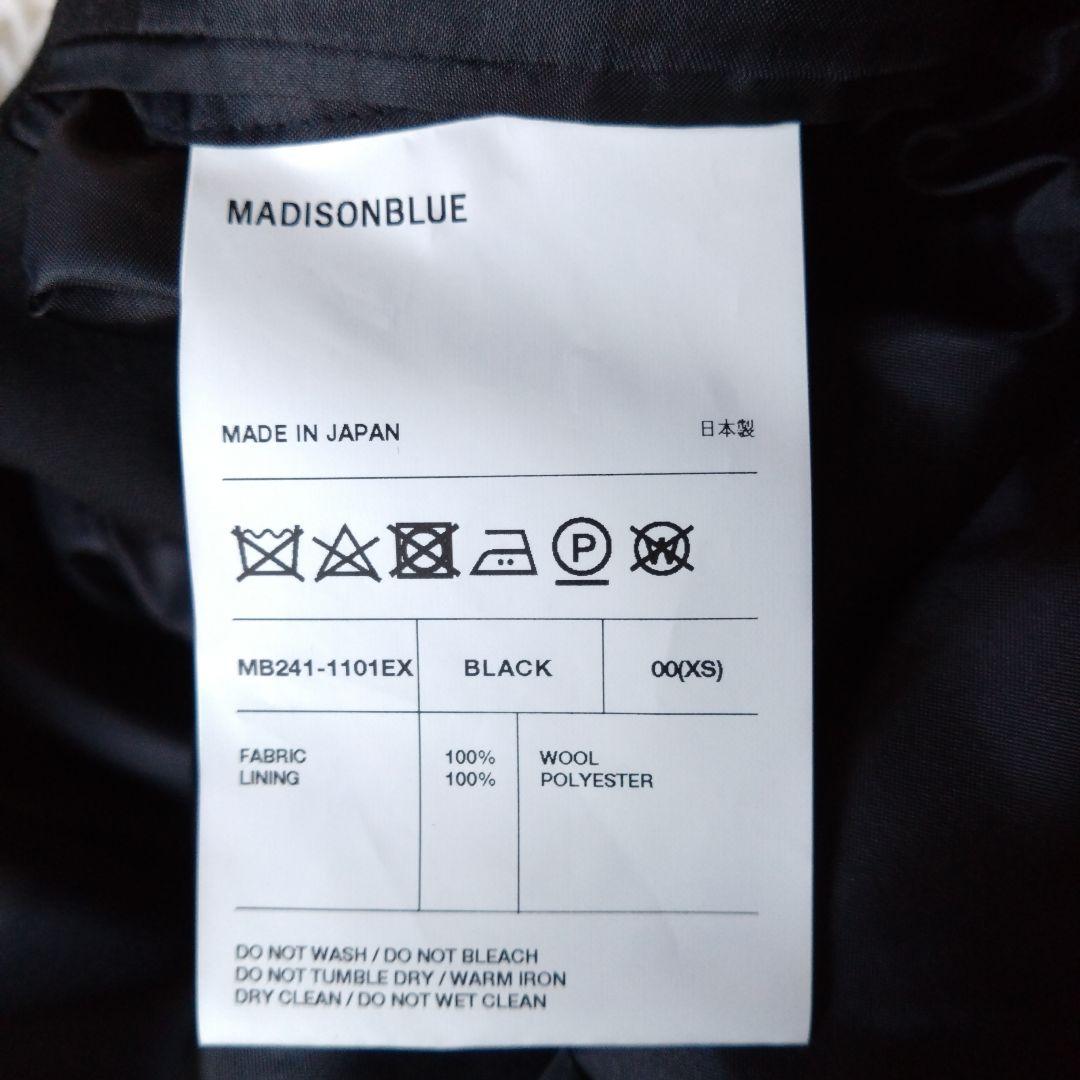 MADISONBLUE
MADE IN JAPAN 日本製
P W
MB241-1101EX BLACK 00(XS)
FABRIC 100% WOOL
LINING 100% POLYESTER
DO NOT WASH / DO NOT BLEACH
DO NOT TUMBLE DRY / WARM IRON
DRY CLEAN / DO NOT WET CLEAN